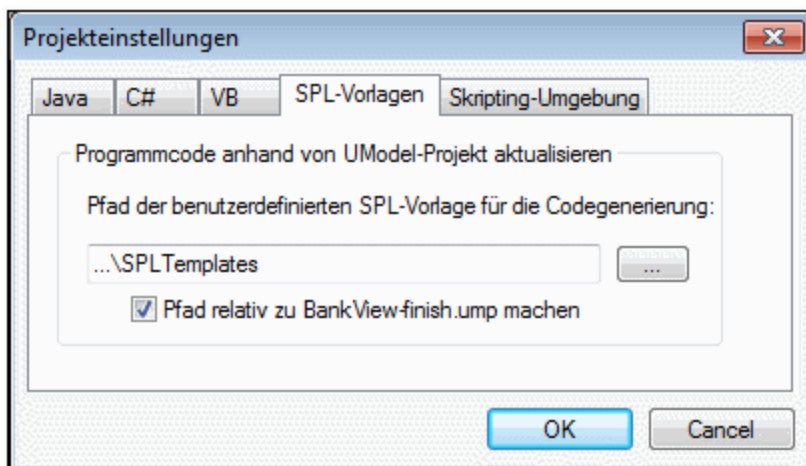 Projekteinstellungen
Java C# VB SPL-Vorlagen Skripting-Umgebung
Programmcode anhand von UModel-Projekt aktualisieren
Pfad der benutzerdefinierten SPL-Vorlage für die Codegenerierung:
...\SPLTemplates ...
Pfad relativ zu BankView-finish.ump machen
OK Cancel